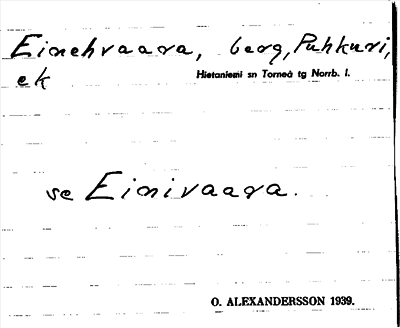 Einehvaara, berg, Puhkuri,
ek Hietaniemi sn Torneå tg Norrb. l.
se Einivaara.
O. ALEXANDERSSON 1939.